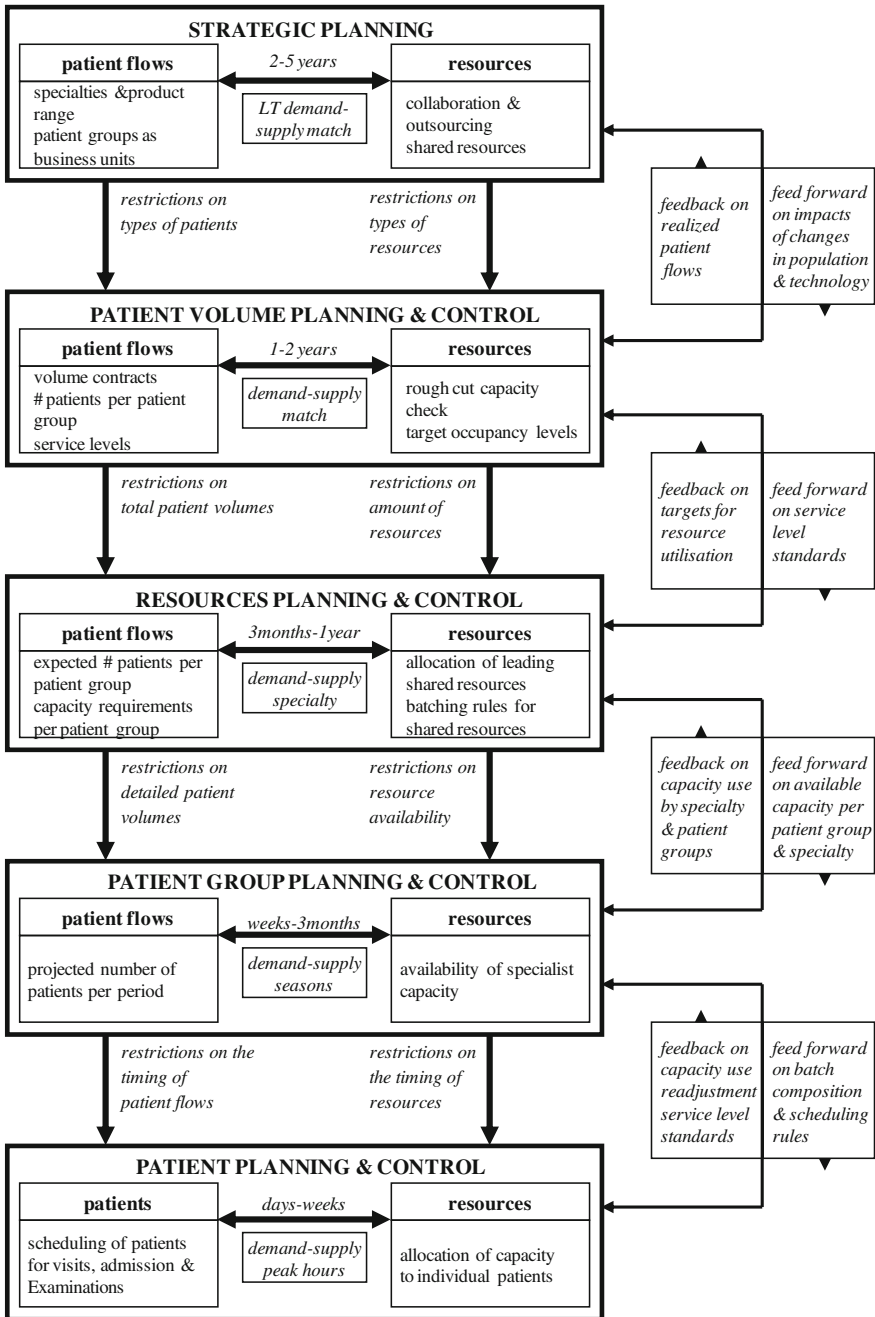 STRATEGIC PLANNING
patient flows
specialties &product
range
patient groups as
business units
2-5 years
LT demand-
supply match
resources
collaboration &
outsourcing
shared resources
restrictions on
types of patients
restrictions on
types of
resources
feedback on
realized
patient
flows
feed forward
on impacts
of changes
in population
& technology
PATIENT VOLUME PLANNING & CONTROL
patient flows
volume contracts
# patients per patient
group
service levels
1-2 years
demand-supply
match
resources
rough cut capacity
check
target occupancy levels
restrictions on
total patient volumes
restrictions on
amount of
resources
feedback on
targets for
resource
utilisation
feed forward
on service
level
standards
RESOURCES PLANNING & CONTROL
patient flows
expected # patients per
patient group
capacity requirements
per patient group
3months-1year
demand-supply
specialty
resources
allocation of leading
shared resources
batching rules for
shared resources
restrictions on
detailed patient
volumes
restrictions on
resource
availability
feedback on
capacity use
by specialty
& patient
groups
feed forward
on available
capacity per
patient group
& specialty
PATIENT GROUP PLANNING & CONTROL
patient flows
projected number of
patients per period
weeks-3months
demand-supply
seasons
resources
availability of specialist
capacity
restrictions on the
timing of
patient flows
restrictions on
the timing of
resources
feedback on
capacity use
readjustment
service level
standards
feed forward
on batch
composition
& scheduling
rules
PATIENT PLANNING & CONTROL
patients
scheduling of patients
for visits, admission &
Examinations
days-weeks
demand-supply
peak hours
resources
allocation of capacity
to individual patients